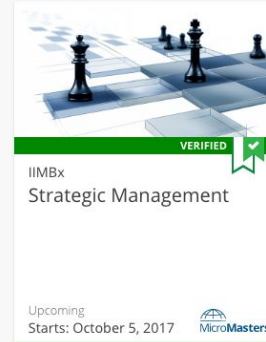 VERIFIED
IIMBx
Strategic Management
Upcoming
Starts: October 5, 2017
MicroMasters